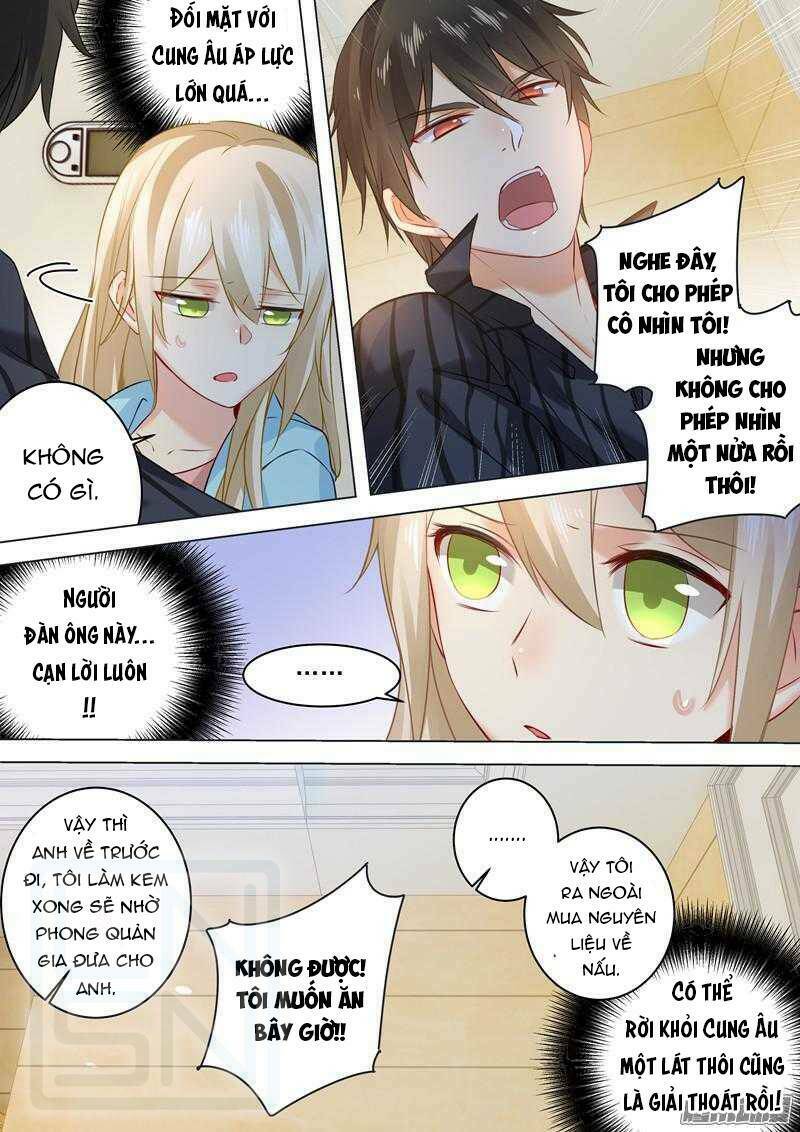 ĐỐI MẶT VỚI
CUNG ÂU ÁP LỰC
LỚN QUÁ...
KHÔNG
CÓ GÌ.
NGHE ĐÂY,
TÔI CHO PHÉP
CÔ NHÌN TÔI!
NHƯNG
KHÔNG CHO
PHÉP NHÌN
MỘT NỬA RỒI
THÔI!
NGƯỜI
ĐÀN ÔNG NÀY...
CẠN LỜI LUÔN
!!
......
VẬY THÌ
ANH VỀ TRƯỚC
ĐI, TÔI LÀM KEM
XONG SẼ NHỜ
PHONG QUẢN
GIA ĐƯA CHO
ANH.
KHÔNG ĐƯỢC!
TÔI MUỐN ĂN
BÂY GIỜ!!
.......
VẬY TÔI
RA NGOÀI
MUA NGUYÊN
LIỆU VỀ
NẤU.
CÓ THỂ
RỜI KHỎI CUNG ÂU
MỘT LÁT THÔI CŨNG
LÀ GIẢI THOÁT RỒI!